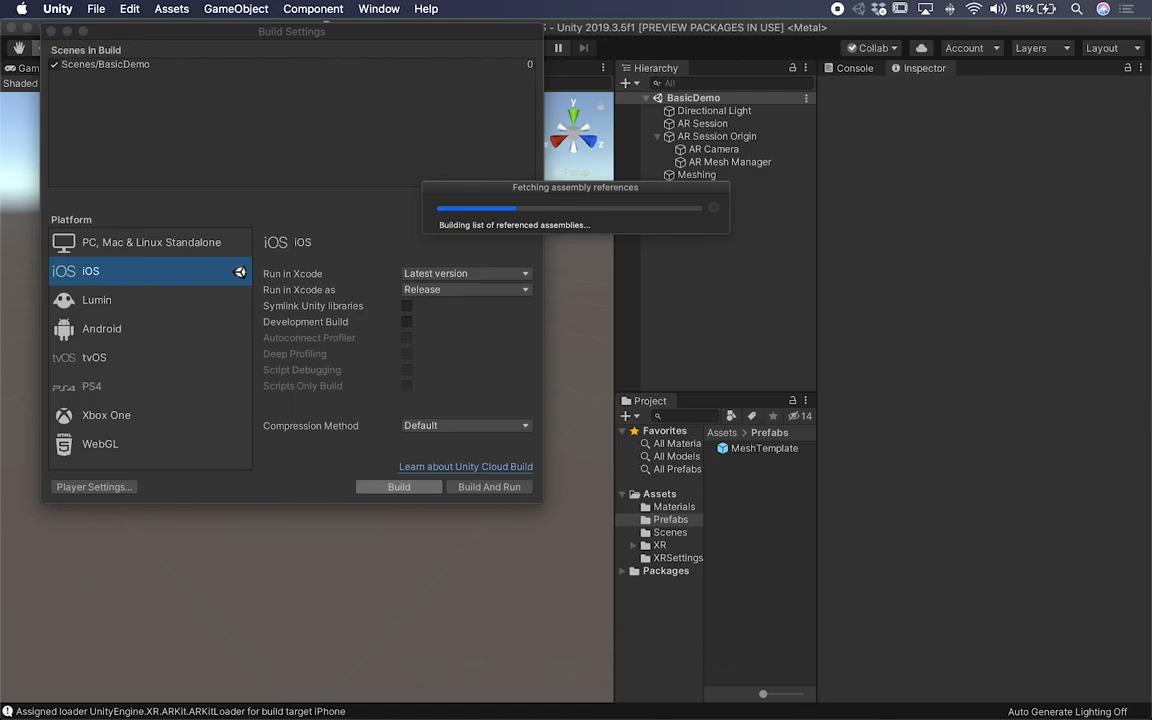 Unity File Edit Assets GameObject Component Window Help 51%
Build Settings
- Unity 2019.3.5f1 [PREVIEW PACKAGES IN USE] <Metal>
Collab Account Layers Layout
Gam
Shaded
Scenes In Build
Scenes/BasicDemo 0
y
x z
Persp
Hierarchy
All
BasicDemo
Directional Light
AR Session
AR Session Origin
AR Camera
AR Mesh Manager
Meshing
Console Inspector
Fetching assembly references
Building list of referenced assemblies...
Platform
PC, Mac & Linux Standalone
iOS iOS
Lumin
Android
tvOS tvOS
PS4
Xbox One
HTML
WebGL
iOS iOS
Run in Xcode Latest version
Run in Xcode as Release
Symlink Unity libraries
Development Build
Autoconnect Profiler
Deep Profiling
Script Debugging
Scripts Only Build
Compression Method Default
Learn about Unity Cloud Build
Player Settings... Build Build And Run
Project
14
Favorites
All Materia
All Models
All Prefabs
Assets
Materials
Prefabs
Scenes
XR
XRSettings
Packages
Assets > Prefabs
MeshTemplate
Assigned loader UnityEngine.XR.ARKit.ARKitLoader for build target iPhone
Auto Generate Lighting Off